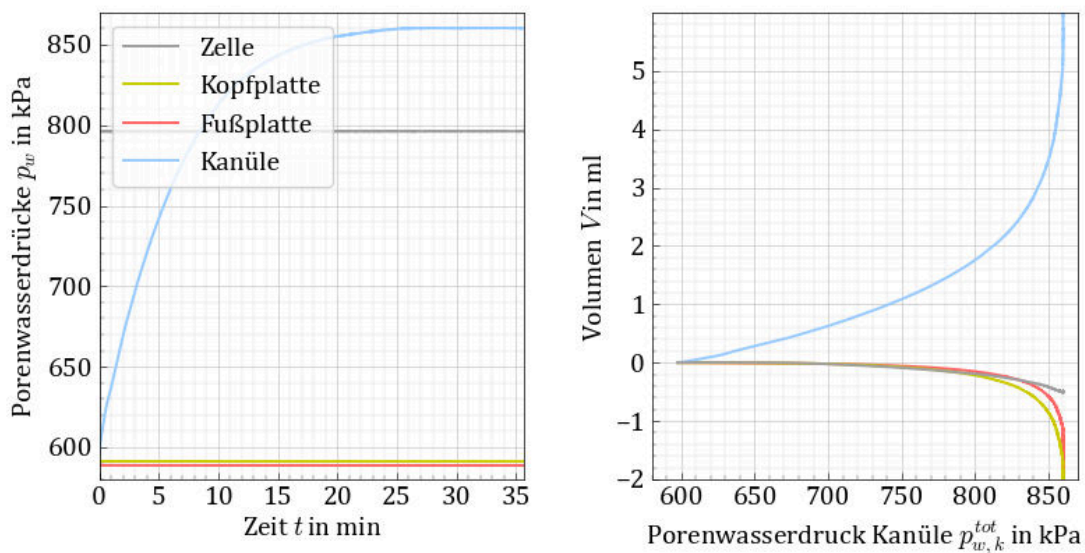 Porenwasserdrücke p_w in kPa
850
800
750
700
650
600
Zelle
Kopfplatte
Fußplatte
Kanüle
0 5 10 15 20 25 30 35
Zeit t in min
Volumen V in ml
5
4
3
2
1
0
−1
−2
600 650 700 750 800 850
Porenwasserdruck Kanüle p_{w,k}^{tot} in kPa